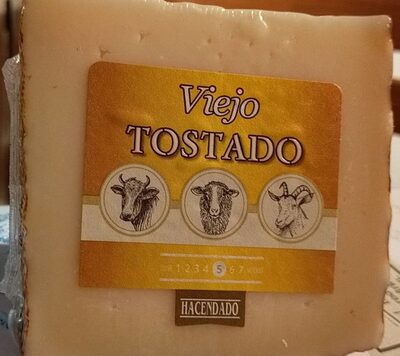 Viejo
TOSTADO
1 2 3 4 5 6 7
HACENDADO